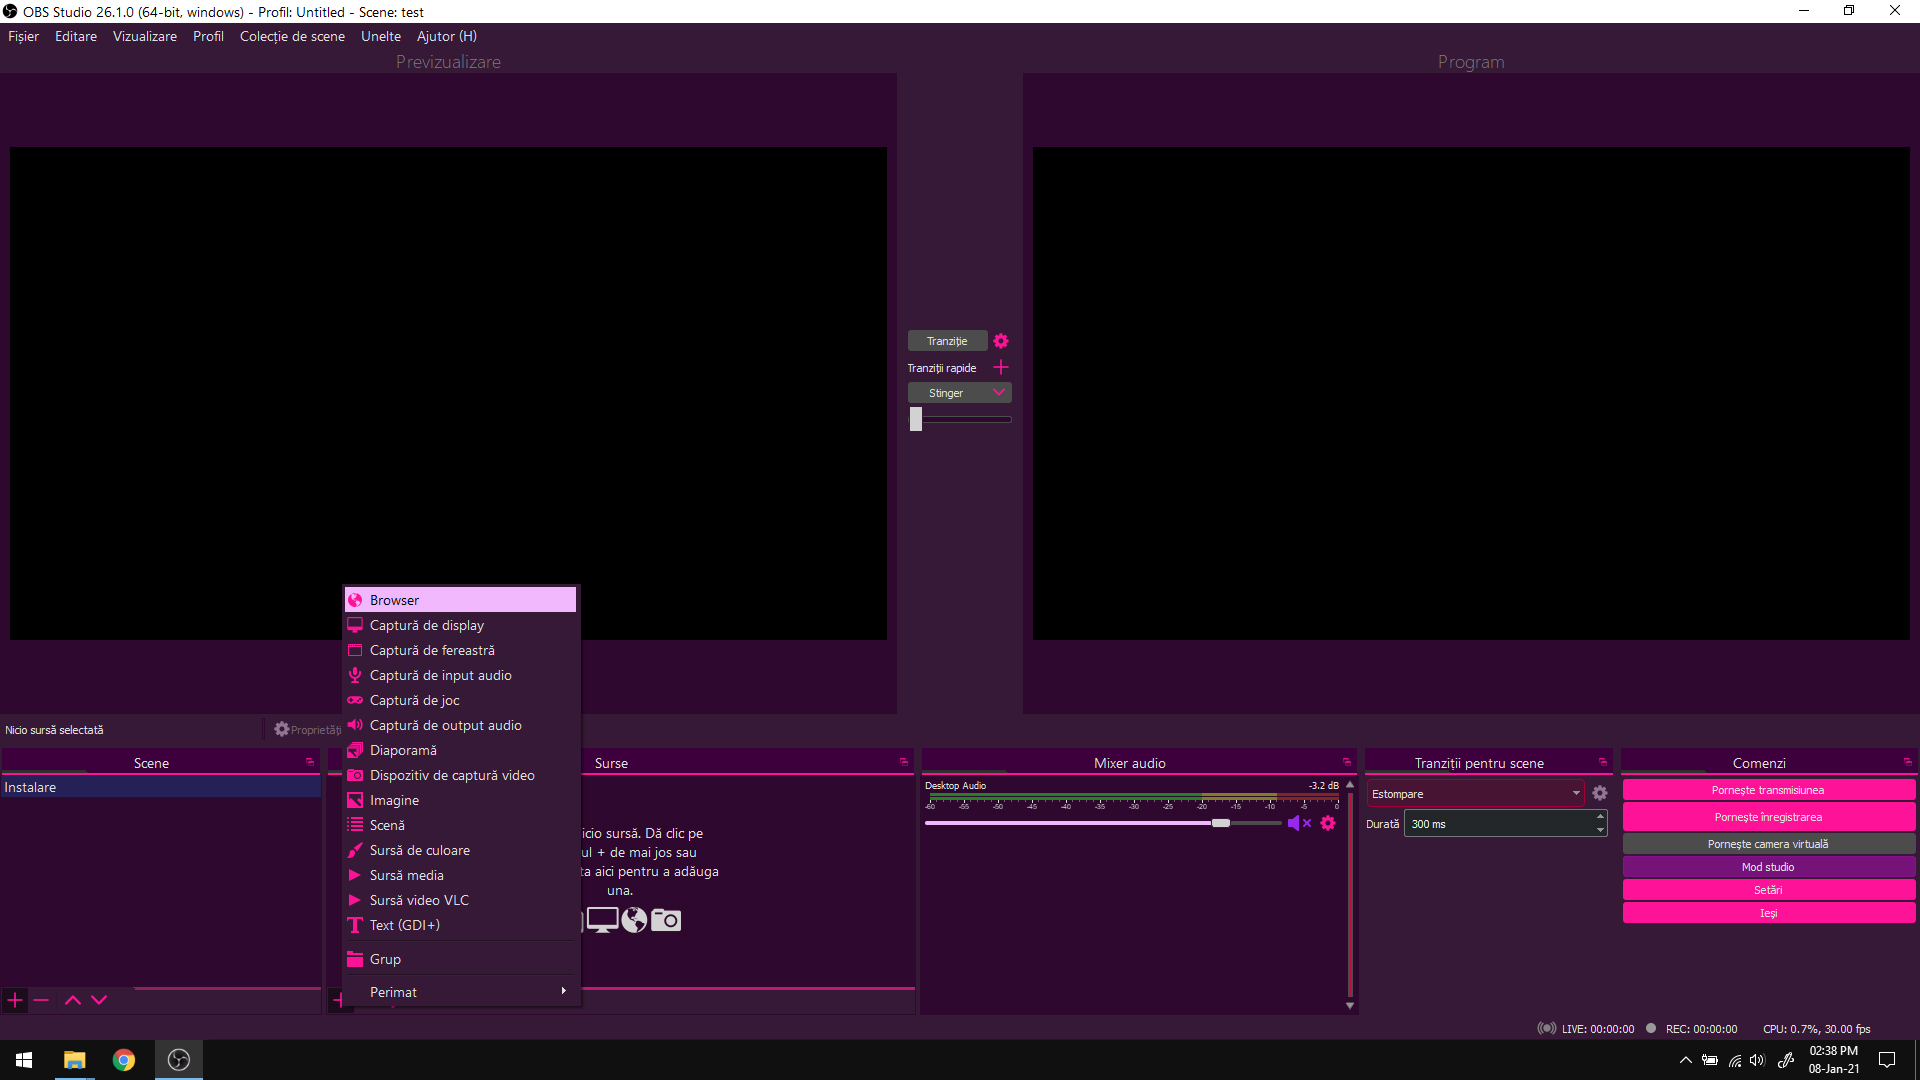 OBS Studio 26.1.0 (64-bit, windows) - Profil: Untitled - Scene: test
Fișier Editare Vizualizare Profil Colecție de scene Unelte Ajutor (H)
Previzualizare
Program
Tranziție
Tranziții rapide
Stinger
Browser
Captură de display
Captură de fereastră
Captură de input audio
Captură de joc
Captură de output audio
Diaporamă
Dispozitiv de captură video
Imagine
Scenă
Sursă de culoare
Sursă media
Sursă video VLC
Text (GDI+)
Grup
Perimat
Nicio sursă selectată
Proprietăți
Scene
Instalare
Surse
icio sursă. Dă clic pe
ul + de mai jos sau
ta aici pentru a adăuga
una.
Mixer audio
Desktop Audio -3.2 dB
-60 -55 -50 -45 -40 -35 -30 -25 -20 -15 -10 -5 0
Tranziții pentru scene
Estompare
Durată 300 ms
Comenzi
Pornește transmisiunea
Pornește înregistrarea
Pornește camera virtuală
Mod studio
Setări
Ieși
LIVE: 00:00:00 REC: 00:00:00 CPU: 0.7%, 30.00 fps
02:38 PM
08-Jan-21